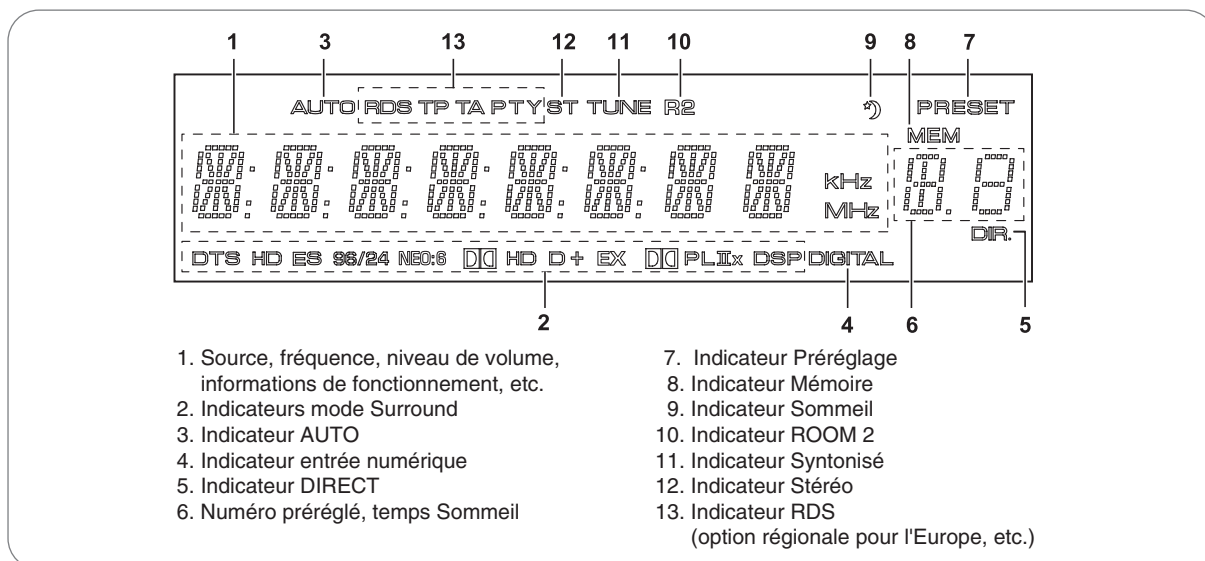 1 3 13 12 11 10 9 8 7
AUTO RDS TP TA PTY ST TUNE R2 PRESET
MEM
kHz
MHz
DIR.
DTS HD ES 96/24 NEO:6 HD D+ EX PLIIx DSP DIGITAL
2 4 6 5
1. Source, fréquence, niveau de volume,
informations de fonctionnement, etc.
2. Indicateurs mode Surround
3. Indicateur AUTO
4. Indicateur entrée numérique
5. Indicateur DIRECT
6. Numéro préréglé, temps Sommeil
7. Indicateur Préréglage
8. Indicateur Mémoire
9. Indicateur Sommeil
10. Indicateur ROOM 2
11. Indicateur Syntonisé
12. Indicateur Stéréo
13. Indicateur RDS
(option régionale pour l'Europe, etc.)